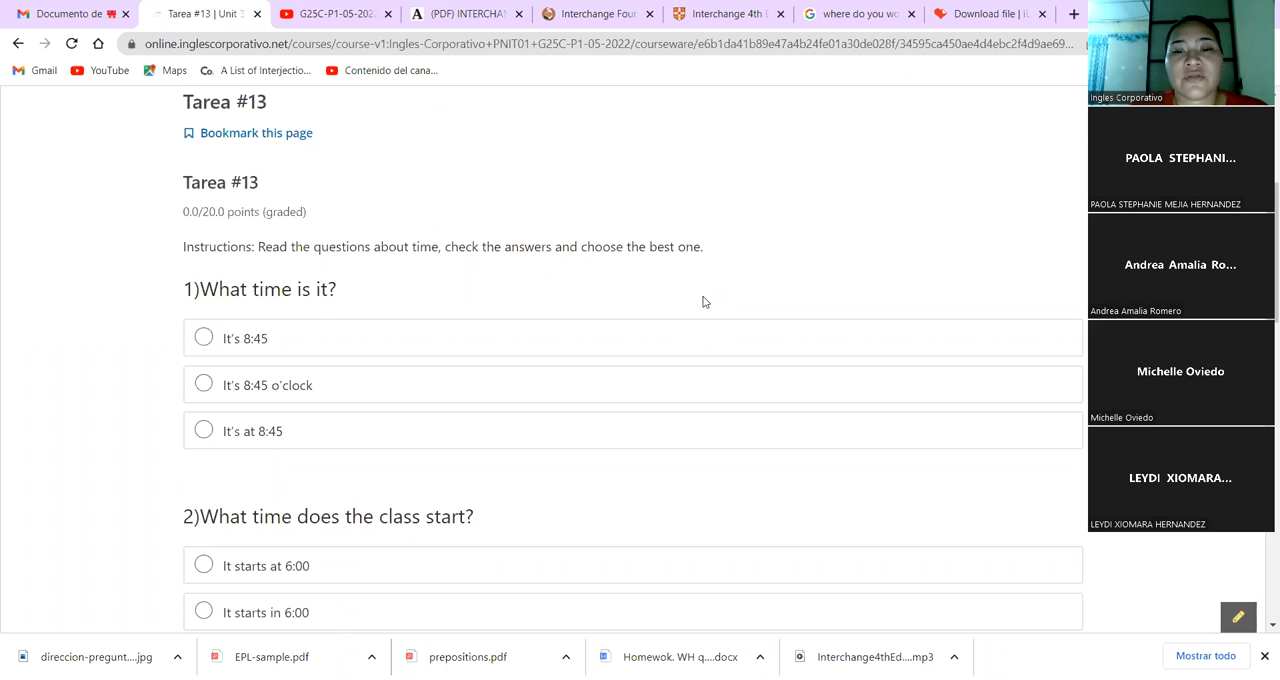 Documento de
Tarea #13 | Unit 3
G25C-P1-05-202
(PDF) INTERCHAN
Interchange Four
Interchange 4th E
where do you wo
Download file | iL
online.inglescorporativo.net/courses/course-v1:Ingles-Corporativo+PNIT01+G25C-P1-05-2022/courseware/e6b1da41b89e47a4b24fe01a30de028f/34595ca450ae4d4ebc2f4d9ae69...
Gmail
YouTube
Maps
Co.
A List of Interjectio...
Contenido del cana...
Tarea #13
Bookmark this page
Tarea #13
0.0/20.0 points (graded)
Instructions: Read the questions about time, check the answers and choose the best one.
1)What time is it?
It's 8:45
It's 8:45 o'clock
It's at 8:45
2)What time does the class start?
It starts at 6:00
It starts in 6:00
Ingles Corporativo
PAOLA STEPHANI...
PAOLA STEPHANIE MEJIA HERNANDEZ
Andrea Amalia Ro...
Andrea Amalia Romero
Michelle Oviedo
Michelle Oviedo
LEYDI XIOMARA...
LEYDI XIOMARA HERNANDEZ
direccion-pregunt....jpg
EPL-sample.pdf
prepositions.pdf
Homewok. WH q....docx
Interchange4thEd....mp3
Mostrar todo